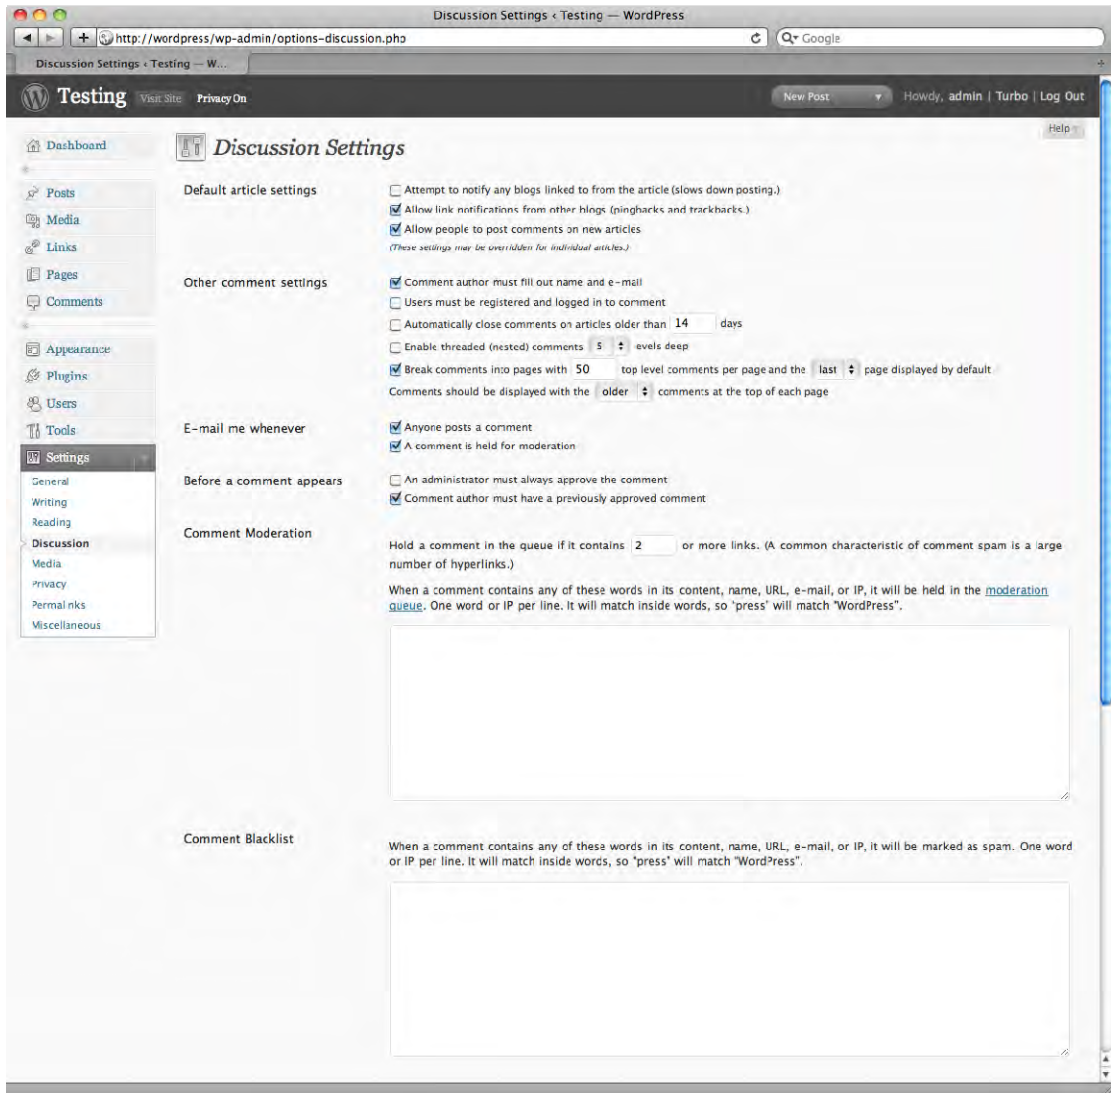 Discussion Settings ‹ Testing — WordPress
http://wordpress/wp-admin/options-discussion.php
Google
Discussion Settings ‹ Testing — W...
Testing Visit Site Privacy On
New Post
Howdy, admin | Turbo | Log Out
Help
Dashboard
Posts
Media
Links
Pages
Comments
Appearance
Plugins
Users
Tools
Settings
General
Writing
Reading
Discussion
Media
Privacy
Permalinks
Miscellaneous
Discussion Settings
Default article settings
Attempt to notify any blogs linked to from the article (slows down posting.)
Allow link notifications from other blogs (pingbacks and trackbacks.)
Allow people to post comments on new articles
(These settings may be overridden for individual articles.)
Other comment settings
Comment author must fill out name and e-mail
Users must be registered and logged in to comment
Automatically close comments on articles older than 14 days
Enable threaded (nested) comments 5 evels deep
Break comments into pages with 50 top level comments per page and the last page displayed by default
Comments should be displayed with the older comments at the top of each page
E-mail me whenever
Anyone posts a comment
A comment is held for moderation
Before a comment appears
An administrator must always approve the comment
Comment author must have a previously approved comment
Comment Moderation
Hold a comment in the queue if it contains 2 or more links. (A common characteristic of comment spam is a large
number of hyperlinks.)
When a comment contains any of these words in its content, name, URL, e-mail, or IP, it will be held in the moderation
queue. One word or IP per line. It will match inside words, so "press" will match "WordPress".
Comment Blacklist
When a comment contains any of these words in its content, name, URL, e-mail, or IP, it will be marked as spam. One word
or IP per line. It will match inside words, so "press" will match "WordPress".